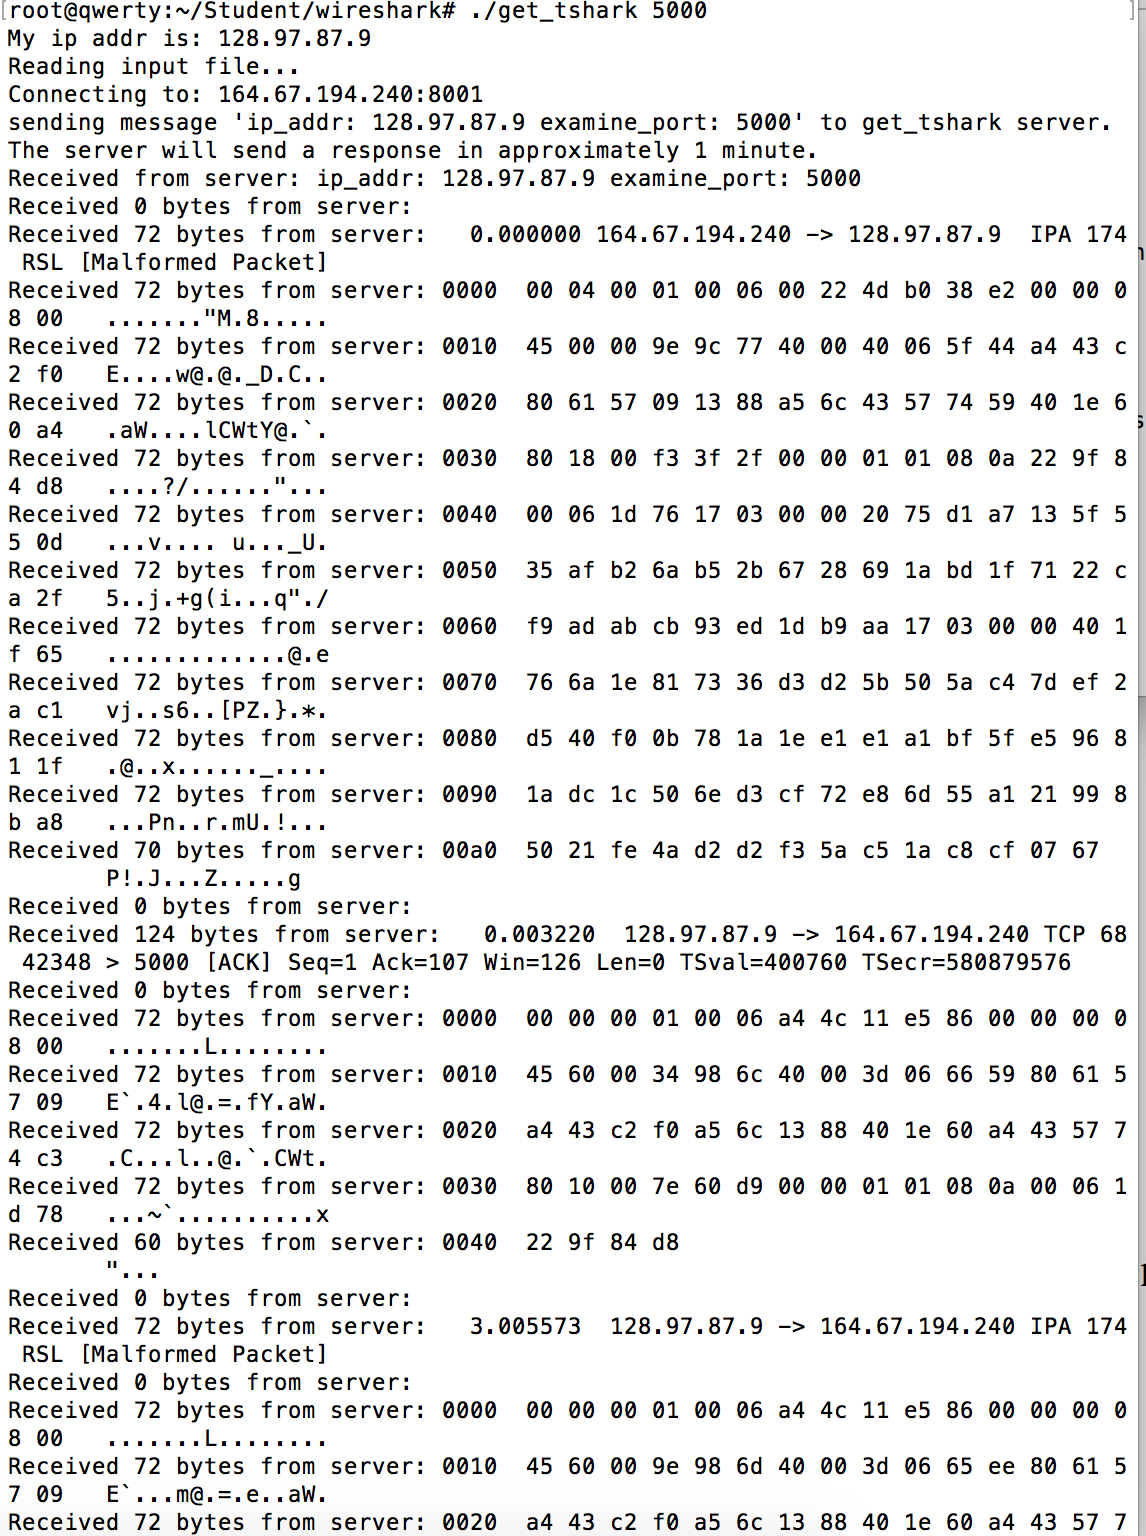 [root@qwerty:~/Student/wireshark# ./get_tshark 5000 ]
My ip addr is: 128.97.87.9
Reading input file...
Connecting to: 164.67.194.240:8001
sending message 'ip_addr: 128.97.87.9 examine_port: 5000' to get_tshark server.
The server will send a response in approximately 1 minute.
Received from server: ip_addr: 128.97.87.9 examine_port: 5000
Received 0 bytes from server:
Received 72 bytes from server:   0.000000 164.67.194.240 -> 128.97.87.9  IPA 174
 RSL [Malformed Packet]
Received 72 bytes from server: 0000  00 04 00 01 00 06 00 22 4d b0 38 e2 00 00 0
8 00   ......."M.8.....
Received 72 bytes from server: 0010  45 00 00 9e 9c 77 40 00 40 06 5f 44 a4 43 c
2 f0   E....w@.@._D.C..
Received 72 bytes from server: 0020  80 61 57 09 13 88 a5 6c 43 57 74 59 40 1e 6
0 a4   .aW....lCWtY@.`.
Received 72 bytes from server: 0030  80 18 00 f3 3f 2f 00 00 01 01 08 0a 22 9f 8
4 d8   ....?/......"...
Received 72 bytes from server: 0040  00 06 1d 76 17 03 00 00 20 75 d1 a7 13 5f 5
5 0d   ...v.... u..._U.
Received 72 bytes from server: 0050  35 af b2 6a b5 2b 67 28 69 1a bd 1f 71 22 c
a 2f   5..j.+g(i...q"./
Received 72 bytes from server: 0060  f9 ad ab cb 93 ed 1d b9 aa 17 03 00 00 40 1
f 65   .............@.e
Received 72 bytes from server: 0070  76 6a 1e 81 73 36 d3 d2 5b 50 5a c4 7d ef 2
a c1   vj..s6..[PZ.}.*.
Received 72 bytes from server: 0080  d5 40 f0 0b 78 1a 1e e1 e1 a1 bf 5f e5 96 8
1 1f   .@..x......_....
Received 72 bytes from server: 0090  1a dc 1c 50 6e d3 cf 72 e8 6d 55 a1 21 99 8
b a8   ...Pn..r.mU.!...
Received 70 bytes from server: 00a0  50 21 fe 4a d2 d2 f3 5a c5 1a c8 cf 07 67
       P!.J...Z.....g
Received 0 bytes from server:
Received 124 bytes from server:   0.003220  128.97.87.9 -> 164.67.194.240 TCP 68
 42348 > 5000 [ACK] Seq=1 Ack=107 Win=126 Len=0 TSval=400760 TSecr=580879576
Received 0 bytes from server:
Received 72 bytes from server: 0000  00 00 00 01 00 06 a4 4c 11 e5 86 00 00 00 0
8 00   .......L........
Received 72 bytes from server: 0010  45 60 00 34 98 6c 40 00 3d 06 66 59 80 61 5
7 09   E`.4.l@.=.fY.aW.
Received 72 bytes from server: 0020  a4 43 c2 f0 a5 6c 13 88 40 1e 60 a4 43 57 7
4 c3   .C...l..@.`.CWt.
Received 72 bytes from server: 0030  80 10 00 7e 60 d9 00 00 01 01 08 0a 00 06 1
d 78   ...~`..........x
Received 60 bytes from server: 0040  22 9f 84 d8
       "...
Received 0 bytes from server:
Received 72 bytes from server:   3.005573  128.97.87.9 -> 164.67.194.240 IPA 174
 RSL [Malformed Packet]
Received 0 bytes from server:
Received 72 bytes from server: 0000  00 00 00 01 00 06 a4 4c 11 e5 86 00 00 00 0
8 00   .......L........
Received 72 bytes from server: 0010  45 60 00 9e 98 6d 40 00 3d 06 65 ee 80 61 5
7 09   E`...m@.=.e..aW.
Received 72 bytes from server: 0020  a4 43 c2 f0 a5 6c 13 88 40 1e 60 a4 43 57 7